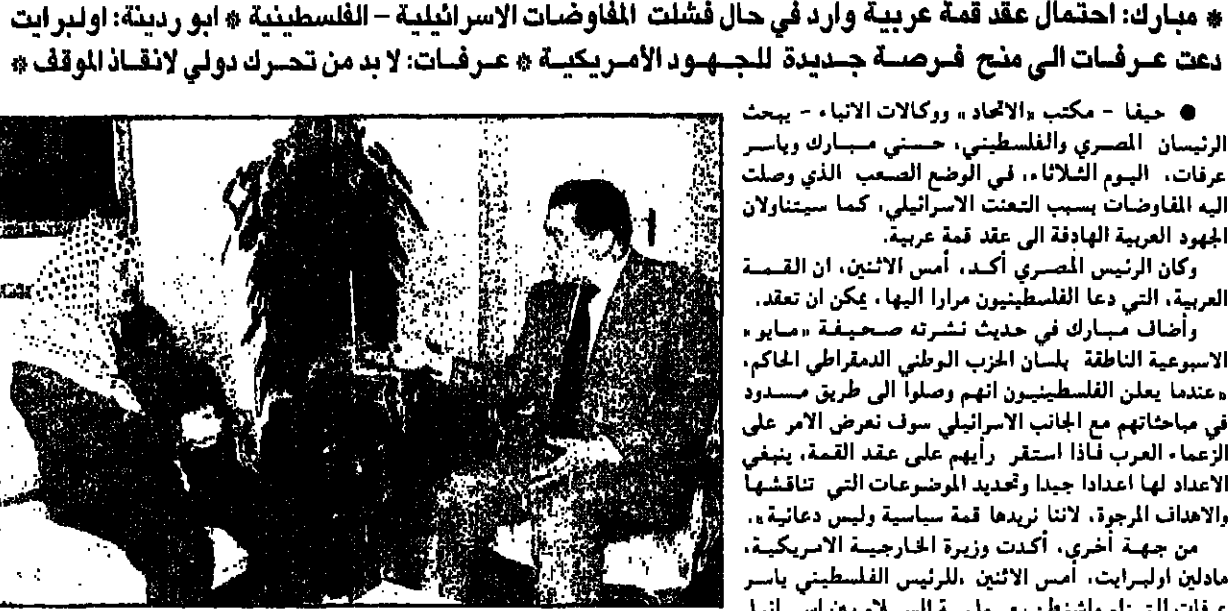 * مبارك: احتمال عقد قمة عربية وارد في حال فشلت المفاوضات الاسرائيلية – الفلسطينية * ابو ردينة: اولبرايت
دعت عرفات الى منح فرصة جديدة للجهود الأمريكية * عرفات: لا بد من تحرك دولي لانقاذ الموقف *
● حيفا - مكتب «الاتحاد» ووكالات الانباء - يبحث
الرئيسان المصري والفلسطيني، حسني مبارك وياسر
عرفات، اليوم الثلاثاء، في الوضع الصعب الذي وصلت
اليه المفاوضات بسبب التعنت الاسرائيلي، كما سيتناولان
الجهود العربية الهادفة الى عقد قمة عربية.
وكان الرئيس المصري أكد، أمس الاثنين، ان القمة
العربية، التي دعا الفلسطينيون مرارا اليها، يمكن ان تعقد.
وأضاف مبارك في حديث نشرته صحيفة «مايو»
الاسبوعية الناطقة بلسان الحزب الوطني الدمقراطي الحاكم،
«عندما يعلن الفلسطينيون انهم وصلوا الى طريق مسدود
في مباحثاتهم مع الجانب الاسرائيلي سوف نعرض الامر على
الزعماء العرب فاذا استقر رأيهم على عقد القمة، ينبغي
الاعداد لها اعدادا جيدا وتحديد الموضوعات التي تناقشها
والاهداف المرجوة، لاننا نريدها قمة سياسية وليس دعائية».
من جهة أخرى، أكدت وزيرة الخارجية الامريكية،
مادلين اولبرايت، أمس الاثنين ،للرئيس الفلسطيني ياسر